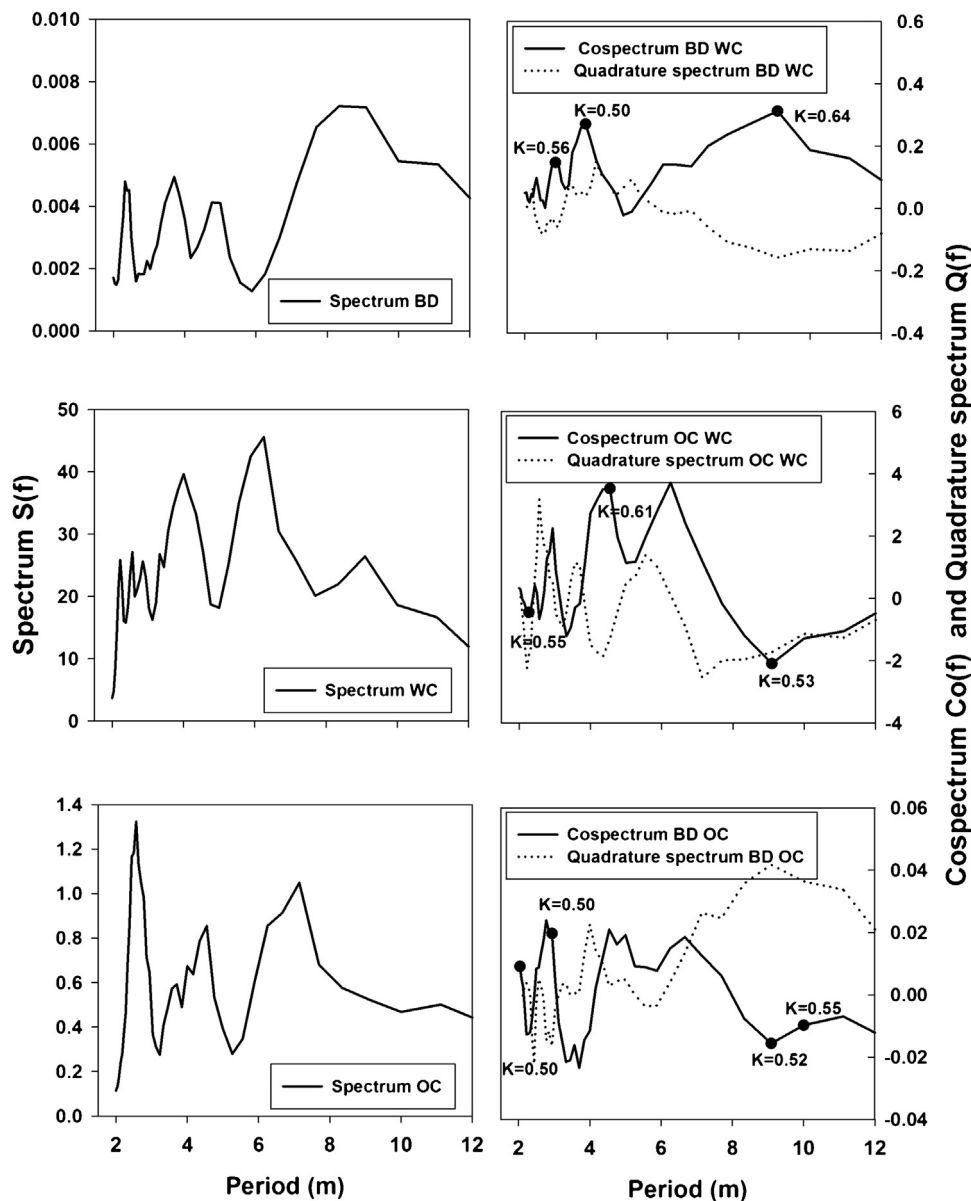 0.010
0.008
0.006
0.004
0.002
0.000
Spectrum BD
Cospectrum BD WC
Quadrature spectrum BD WC
K=0.50
K=0.56
K=0.64
0.6
0.4
0.2
0.0
-0.2
-0.4
50
40
30
20
10
0
Spectrum WC
Cospectrum OC WC
Quadrature spectrum OC WC
K=0.61
K=0.55
K=0.53
6
4
2
0
-2
-4
Spectrum S(f)
Cospectrum Co(f) and Quadrature spectrum Q(f)
1.4
1.2
1.0
0.8
0.6
0.4
0.2
0.0
Spectrum OC
2 4 6 8 10 12
Period (m)
Cospectrum BD OC
Quadrature spectrum BD OC
K=0.50
K=0.50
K=0.55
K=0.52
0.06
0.04
0.02
0.00
-0.02
-0.04
2 4 6 8 10 12
Period (m)